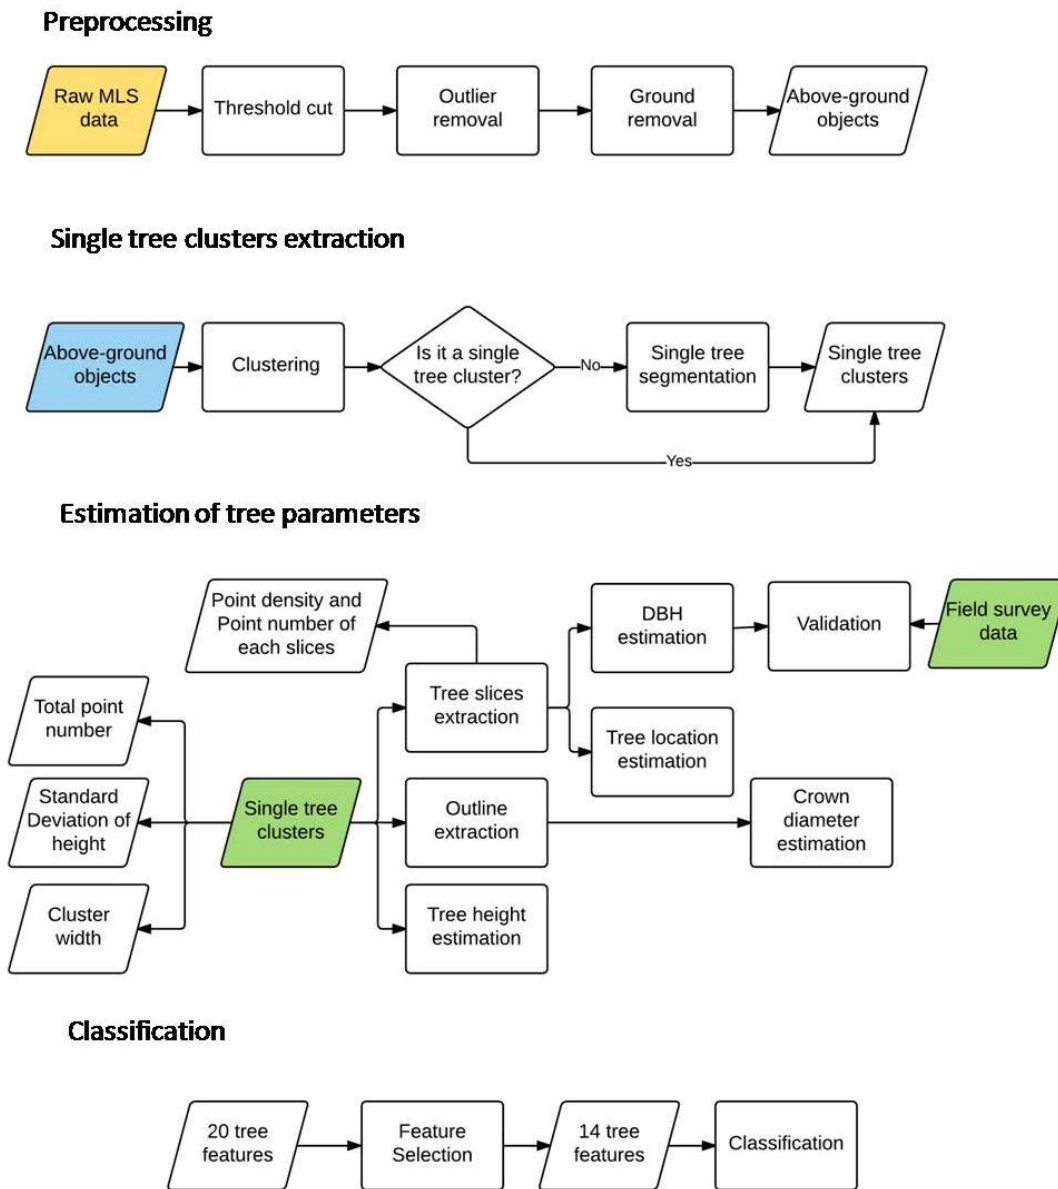 Preprocessing
Raw MLS
data
Threshold cut
Outlier
removal
Ground
removal
Above-ground
objects
Single tree clusters extraction
Above-ground
objects
Clustering
Is it a single
tree cluster?
No
Single tree
segmentation
Single tree
clusters
Yes
Estimation of tree parameters
Point density and
Point number of
each slices
DBH
estimation
Validation
Field survey
data
Total point
number
Tree slices
extraction
Tree location
estimation
Standard
Deviation of
height
Single tree
clusters
Outline
extraction
Crown
diameter
estimation
Cluster
width
Tree height
estimation
Classification
20 tree
features
Feature
Selection
14 tree
features
Classification